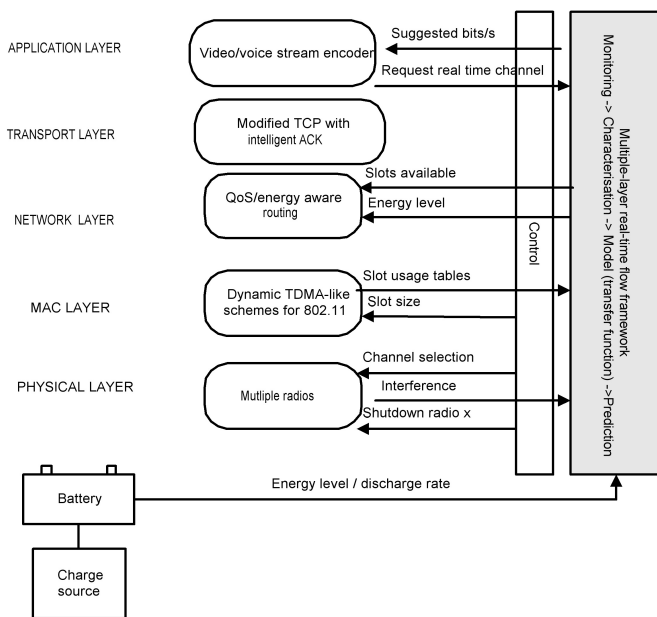 APPLICATION LAYER
Video/voice stream encoder
Suggested bits/s
Request real time channel
TRANSPORT LAYER
Modified TCP with
intelligent ACK
NETWORK LAYER
QoS/energy aware
routing
Slots available
Energy level
MAC LAYER
Dynamic TDMA-like
schemes for 802.11
Slot usage tables
Slot size
PHYSICAL LAYER
Mutliple radios
Channel selection
Interference
Shutdown radio x
Control
Multiple-layer real-time flow framework
Monitoring -> Characterisation -> Model (transfer function) ->Prediction
Battery
Energy level / discharge rate
Charge
source